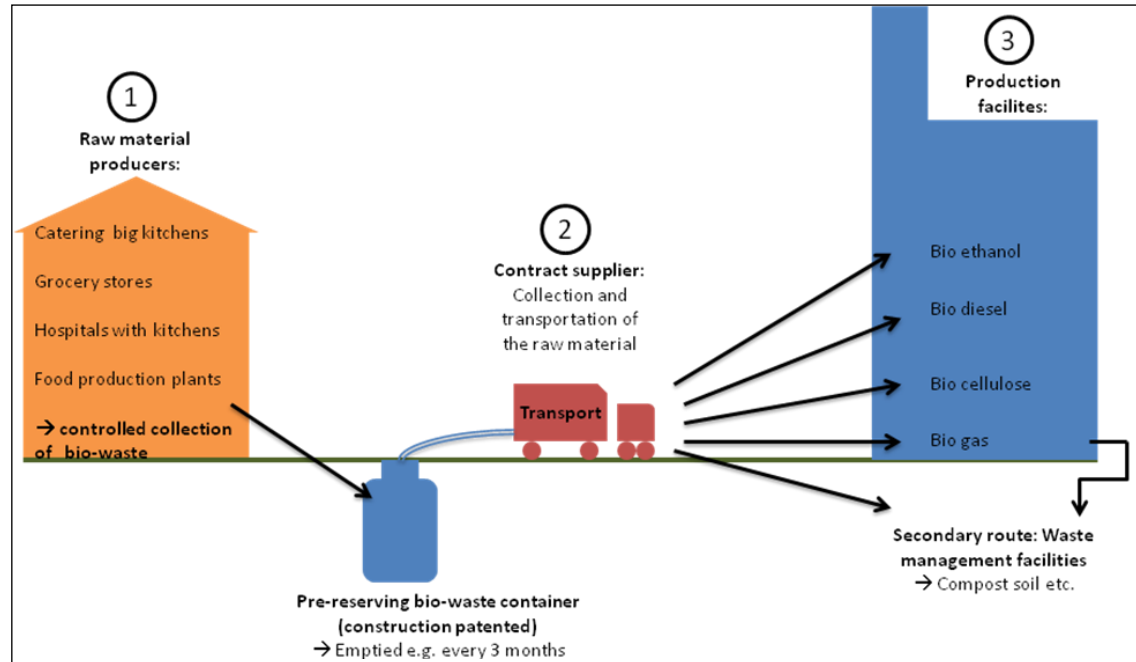 1
Raw material
producers:
Catering big kitchens
Grocery stores
Hospitals with kitchens
Food production plants
→ controlled collection
of bio-waste
Pre-reserving bio-waste container
(construction patented)
→ Emptied e.g. every 3 months
2
Contract supplier:
Collection and
transportation of
the raw material
Transport
3
Production
facilites:
Bio ethanol
Bio diesel
Bio cellulose
Bio gas
Secondary route: Waste
management facilities
→ Compost soil etc.